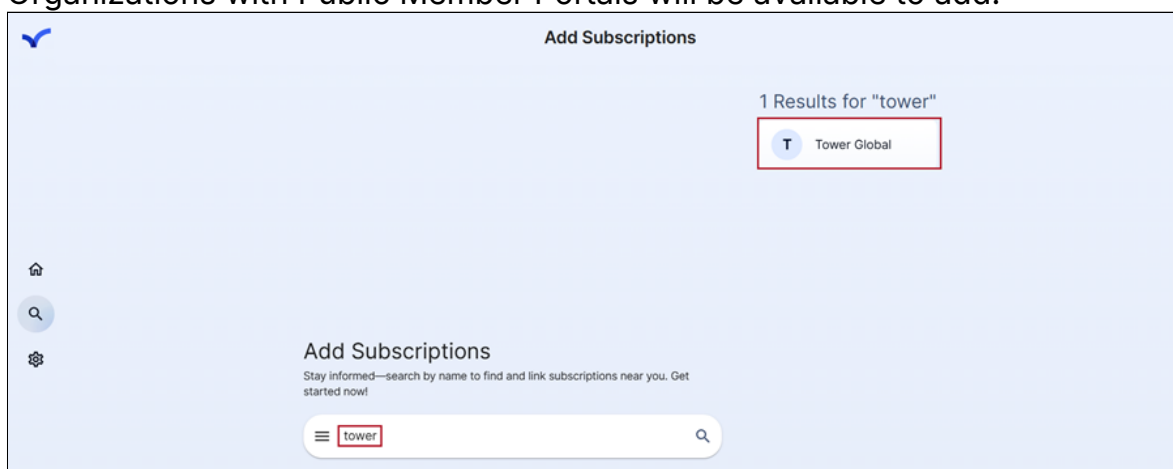 Organizations with Public Member Portals will be available to add.
Add Subscriptions
1 Results for "tower"
T Tower Global
Add Subscriptions
Stay informed—search by name to find and link subscriptions near you. Get
started now!
tower